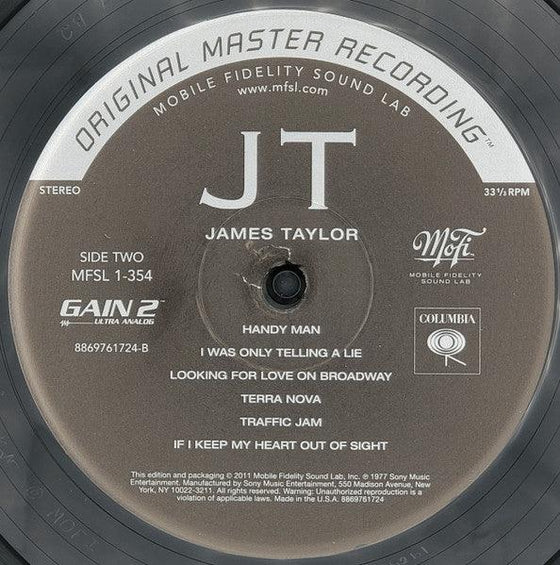 ORIGINAL MASTER RECORDING™
MOBILE FIDELITY SOUND LAB
www.mfsl.com
JT
STEREO
33⅓ RPM
JAMES TAYLOR
SIDE TWO
MFSL 1-354
MoFi™
MOBILE FIDELITY
SOUND LAB
GAIN 2™
ULTRA ANALOG
8869761724-B
COLUMBIA
HANDY MAN
I WAS ONLY TELLING A LIE
LOOKING FOR LOVE ON BROADWAY
TERRA NOVA
TRAFFIC JAM
IF I KEEP MY HEART OUT OF SIGHT
This edition and packaging © 2011 Mobile Fidelity Sound Lab, Inc. ℗ 1977 Sony Music
Entertainment. Manufactured by Sony Music Entertainment, 550 Madison Avenue, New
York, NY 10022-3211. All rights reserved. Warning: Unauthorized reproduction is a
violation of applicable laws. Made in the U.S.A. 8869761724